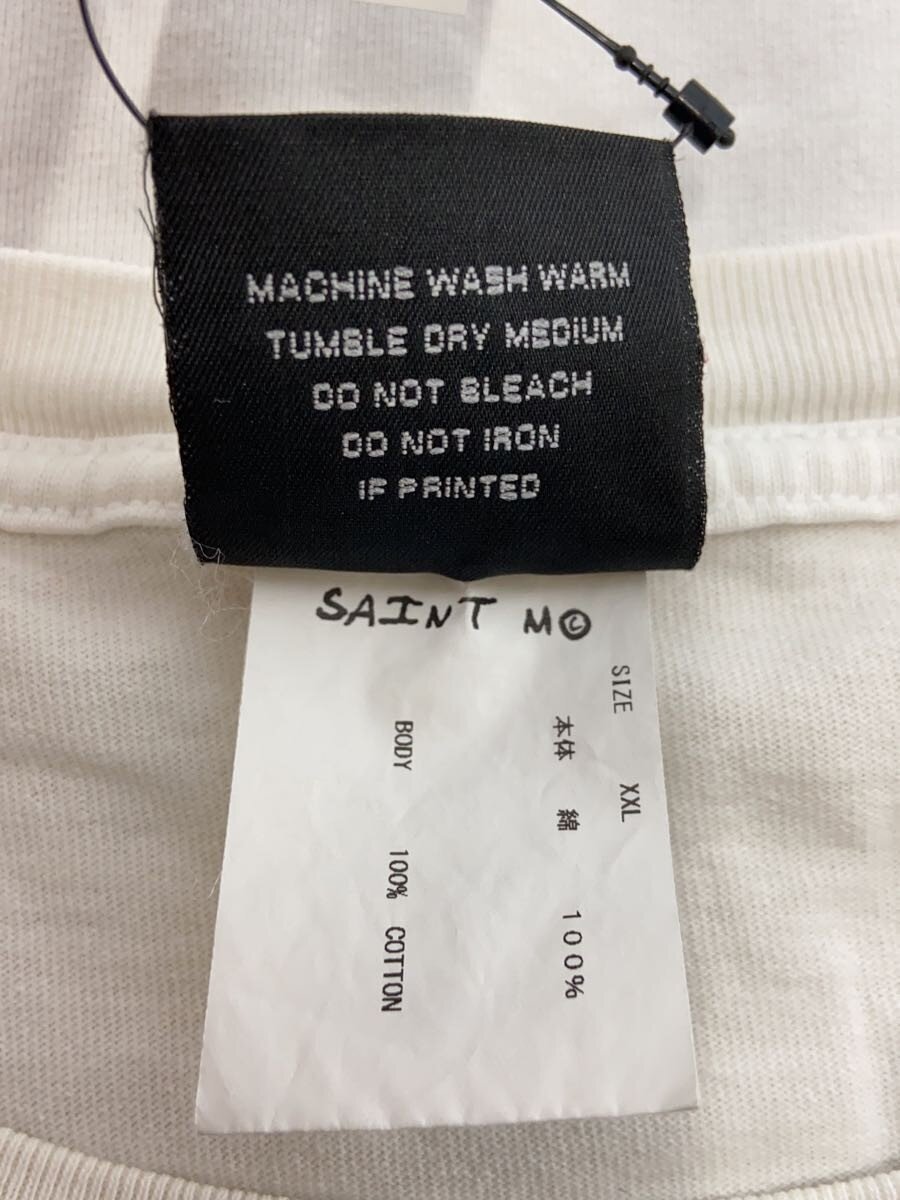 MACHINE WASH WARM
TUMBLE DRY MEDIUM
DO NOT BLEACH
DO NOT IRON
IF PRINTED
SAINT M©
SIZE XXL
本体 綿 100%
BODY 100% COTTON